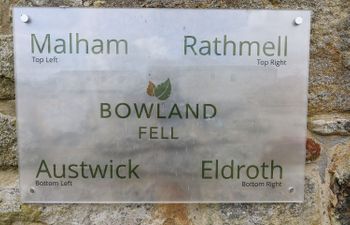 Malham
Top Left
Rathmell
Top Right
BOWLAND
FELL
Austwick
Bottom Left
Eldroth
Bottom Right